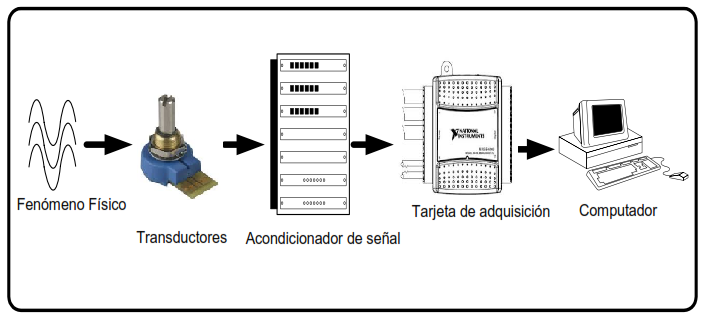 NATIONAL
INSTRUMENTS
Fenómeno Físico
Transductores
Acondicionador de señal
Tarjeta de adquisición
Computador